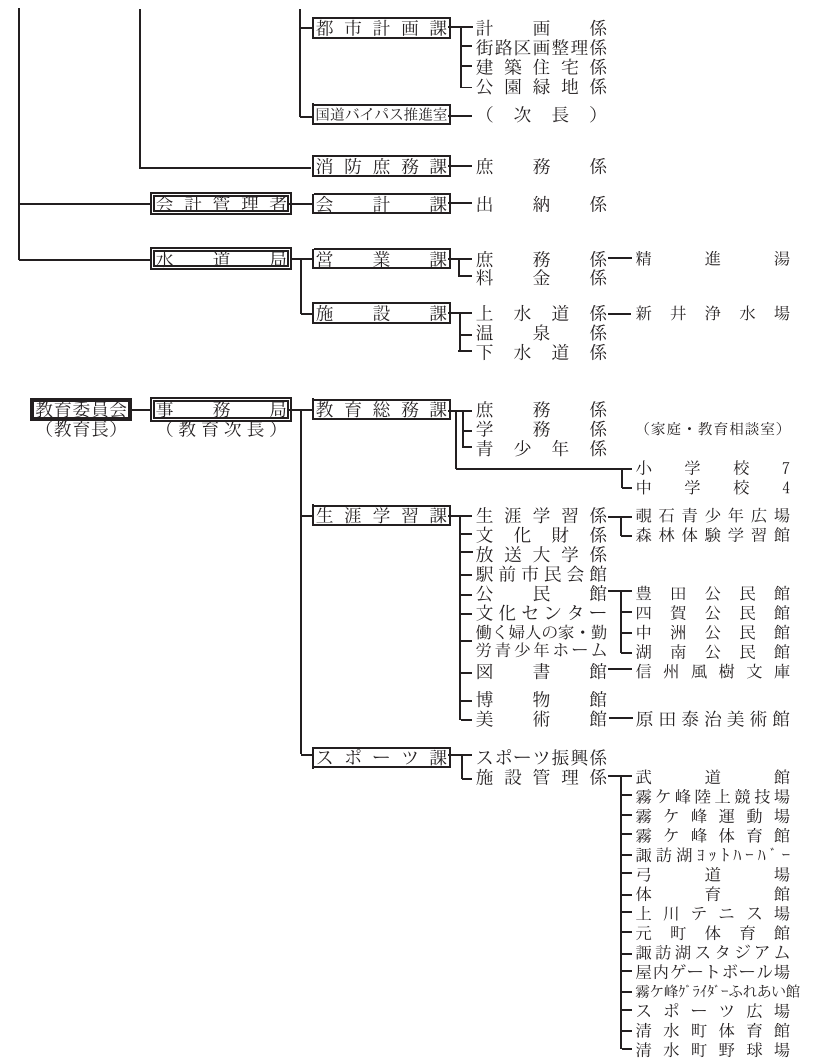 都市計画課 計画係
街路区画整理係
建築住宅係
公園緑地係
国道バイパス推進室 （次長）
消防庶務課 庶務係
会計管理者 会計課 出納係
水道局 営業課 庶務係 精進湯
料金係
施設課 上水道係 新井浄水場
温泉係
下水道係
教育委員会 事務局 教育総務課 庶務係
（教育長） （教育次長） 学務係 （家庭・教育相談室）
青少年係
小学校 7
中学校 4
生涯学習課 生涯学習係 覗石青少年広場
文化財係 森林体験学習館
放送大学係
駅前市民会館
公民館 豊田公民館
文化センター 四賀公民館
働く婦人の家・勤 中洲公民館
労青少年ホーム 湖南公民館
図書館 信州風樹文庫
博物館
美術館 原田泰治美術館
スポーツ課 スポーツ振興係
施設管理係 武道館
霧ケ峰陸上競技場
霧ケ峰運動場
霧ケ峰体育館
諏訪湖ﾖｯﾄﾊｰﾊﾞｰ
弓道場
体育館
上川テニス場
元町体育館
諏訪湖スタジアム
屋内ゲートボール場
霧ケ峰ｸﾞﾗｲﾀﾞｰふれあい館
スポーツ広場
清水町体育館
清水町野球場